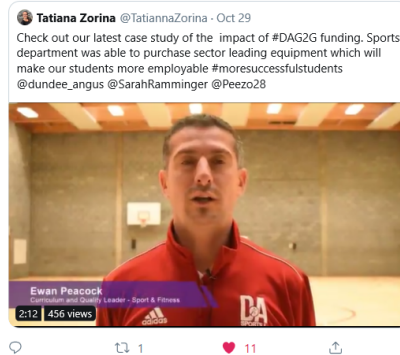 Tatiana Zorina @TatiannaZorina · Oct 29
Check out our latest case study of the impact of #DAG2G funding. Sports
department was able to purchase sector leading equipment which will
make our students more employable #moresuccessfulstudents
@dundee_angus @SarahRamminger @Peezo28
Ewan Peacock
Curriculum and Quality Leader - Sport & Fitness
adidas
D&A
SPORTS
2:12 456 views
1
11